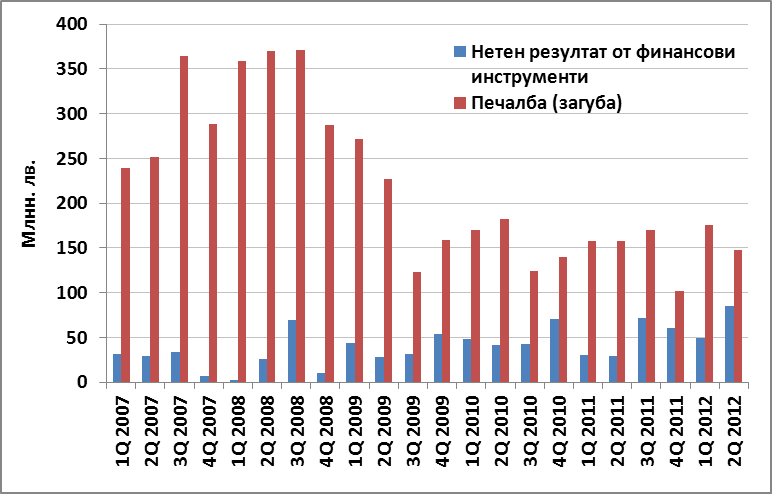 400
350
300
250
200
150
100
50
0
Млнн. лв.
Нетен резултат от финансови
инструменти
Печалба (загуба)
1Q 2007
2Q 2007
3Q 2007
4Q 2007
1Q 2008
2Q 2008
3Q 2008
4Q 2008
1Q 2009
2Q 2009
3Q 2009
4Q 2009
1Q 2010
2Q 2010
3Q 2010
4Q 2010
1Q 2011
2Q 2011
3Q 2011
4Q 2011
1Q 2012
2Q 2012